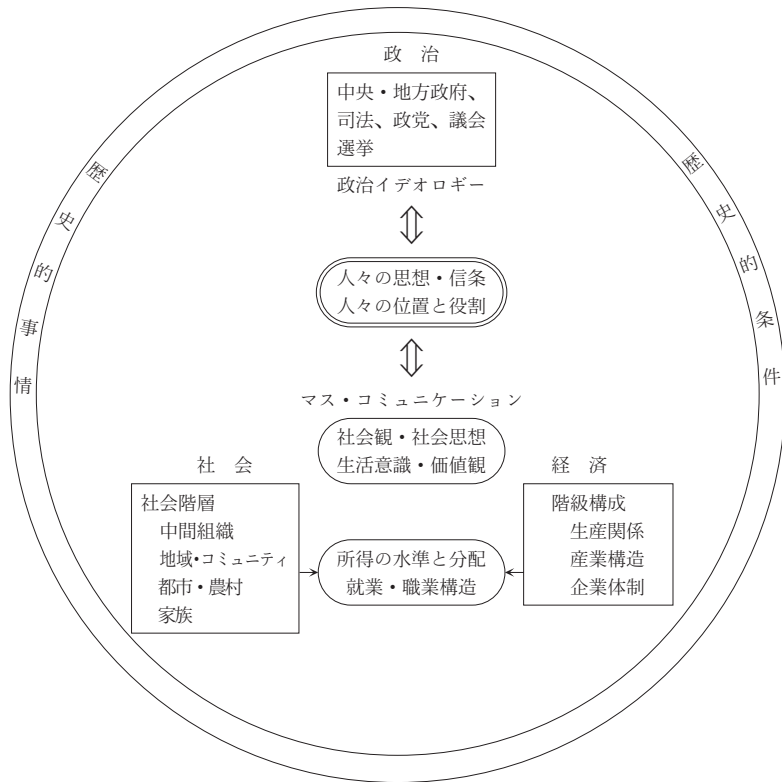 政　治
中央・地方政府、
司法、政党、議会
選挙
政治イデオロギー
人々の思想・信条
人々の位置と役割
歴史的事情
歴史的条件
マス・コミュニケーション
社会観・社会思想
生活意識・価値観
社　会
社会階層
中間組織
地域・コミュニティ
都市・農村
家族
所得の水準と分配
就業・職業構造
経　済
階級構成
生産関係
産業構造
企業体制